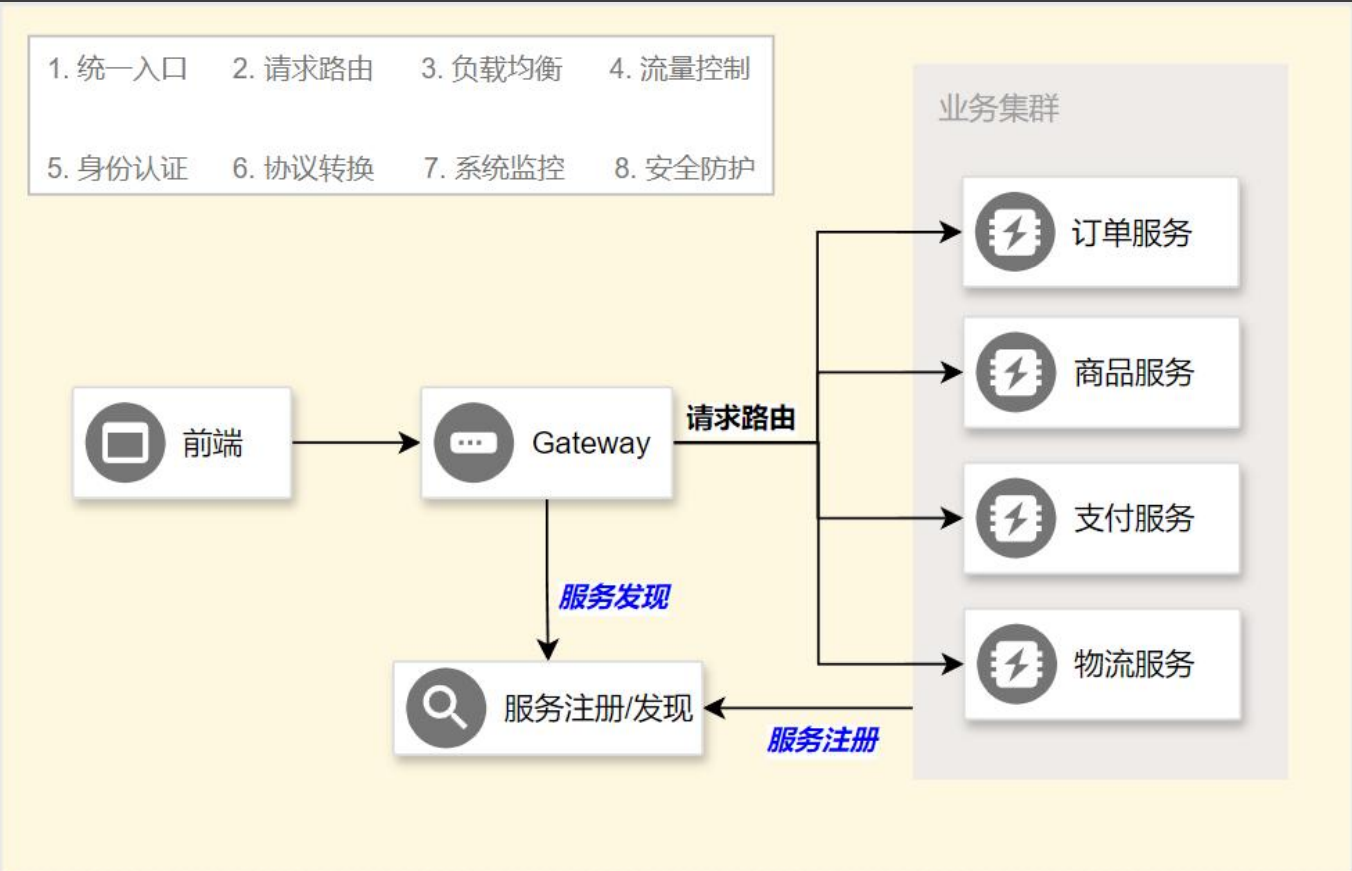 1. 统一入口 2. 请求路由 3. 负载均衡 4. 流量控制
5. 身份认证 6. 协议转换 7. 系统监控 8. 安全防护
业务集群
订单服务
商品服务
请求路由
前端
Gateway
支付服务
服务发现
物流服务
服务注册/发现
服务注册